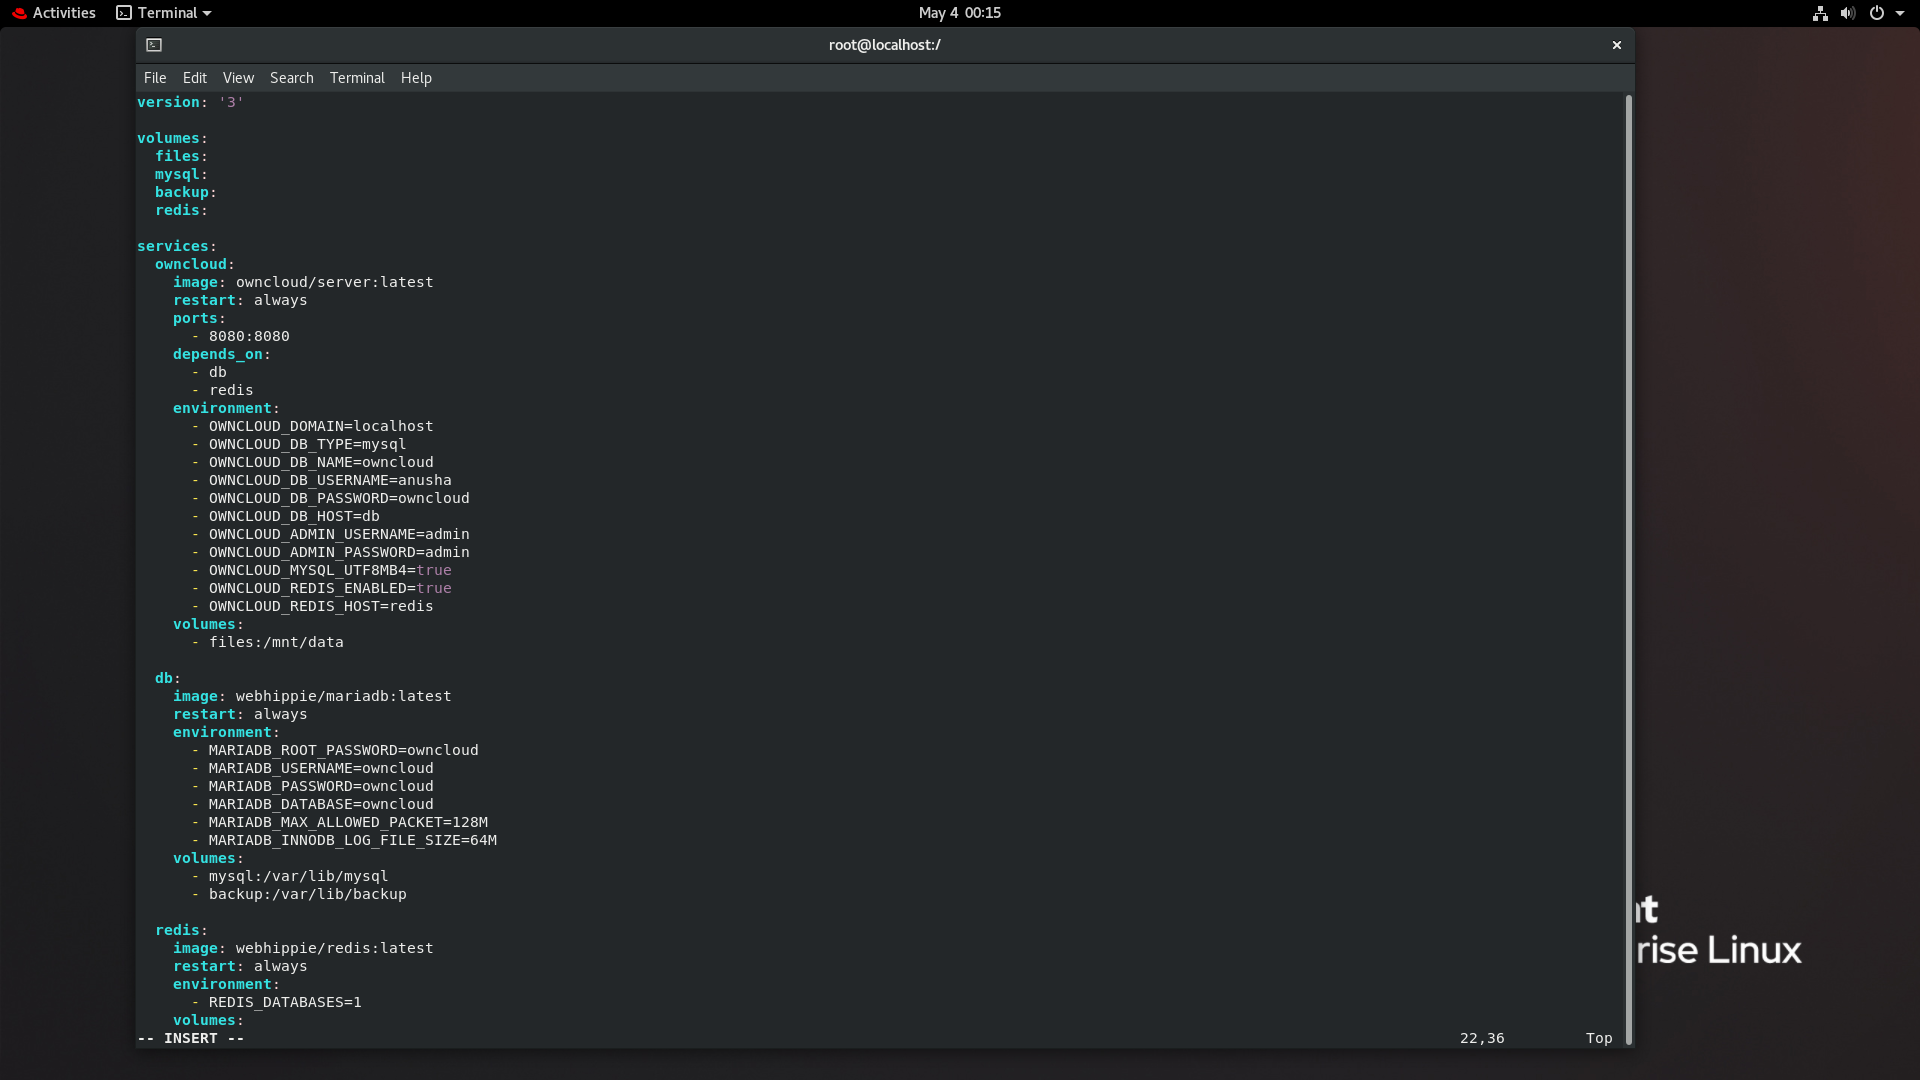 Activities Terminal May 4 00:15
root@localhost:/
File Edit View Search Terminal Help
version: '3'
volumes:
  files:
  mysql:
  backup:
  redis:
services:
  owncloud:
    image: owncloud/server:latest
    restart: always
    ports:
      - 8080:8080
    depends_on:
      - db
      - redis
    environment:
      - OWNCLOUD_DOMAIN=localhost
      - OWNCLOUD_DB_TYPE=mysql
      - OWNCLOUD_DB_NAME=owncloud
      - OWNCLOUD_DB_USERNAME=anusha
      - OWNCLOUD_DB_PASSWORD=owncloud
      - OWNCLOUD_DB_HOST=db
      - OWNCLOUD_ADMIN_USERNAME=admin
      - OWNCLOUD_ADMIN_PASSWORD=admin
      - OWNCLOUD_MYSQL_UTF8MB4=true
      - OWNCLOUD_REDIS_ENABLED=true
      - OWNCLOUD_REDIS_HOST=redis
    volumes:
      - files:/mnt/data
  db:
    image: webhippie/mariadb:latest
    restart: always
    environment:
      - MARIADB_ROOT_PASSWORD=owncloud
      - MARIADB_USERNAME=owncloud
      - MARIADB_PASSWORD=owncloud
      - MARIADB_DATABASE=owncloud
      - MARIADB_MAX_ALLOWED_PACKET=128M
      - MARIADB_INNODB_LOG_FILE_SIZE=64M
    volumes:
      - mysql:/var/lib/mysql
      - backup:/var/lib/backup
  redis:
    image: webhippie/redis:latest
    restart: always
    environment:
      - REDIS_DATABASES=1
    volumes:
-- INSERT -- 22,36 Top
t
rise Linux